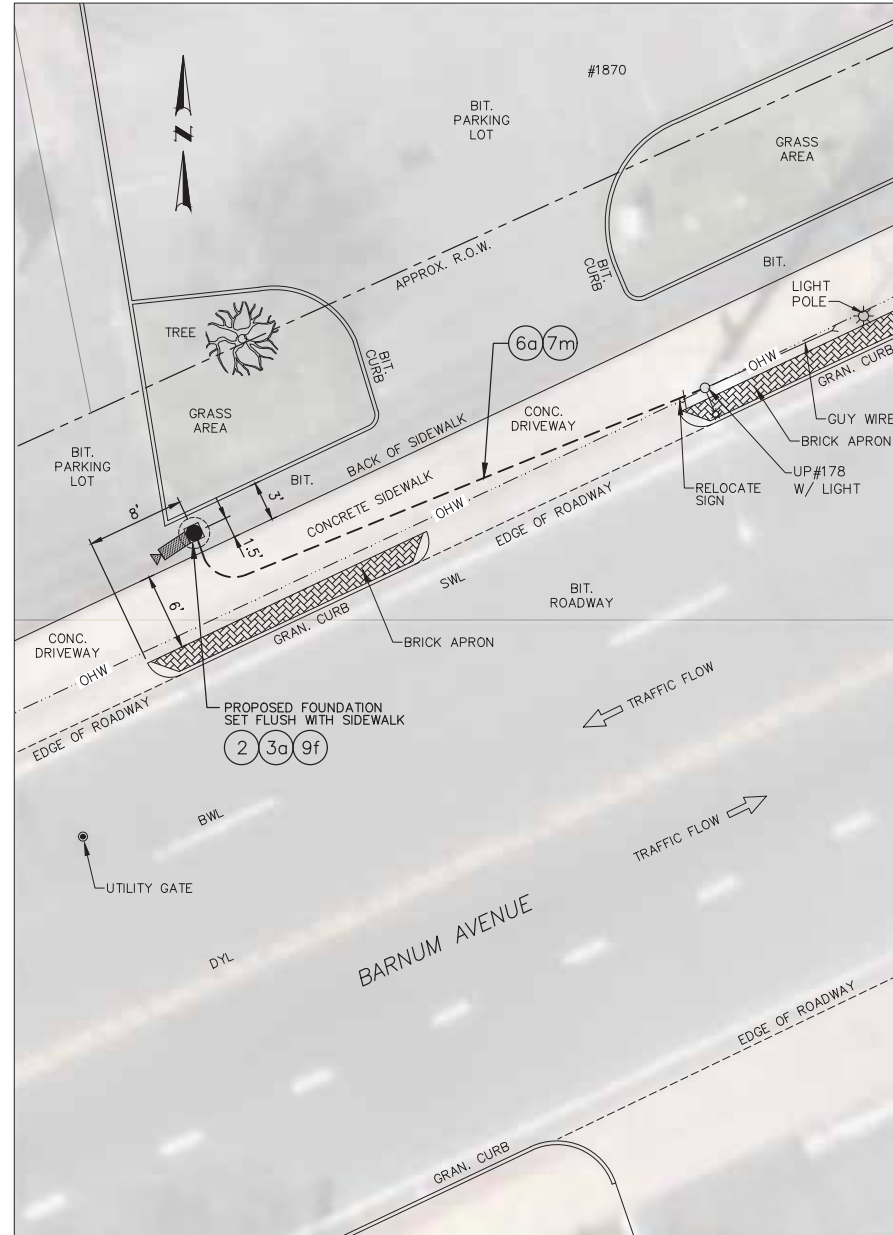 #1870
BIT.
PARKING
LOT
GRASS
AREA
N
APPROX. R.O.W.
BIT.
CURB
BIT.
LIGHT
POLE
TREE
BIT.
CURB
6a 7m
OHW
GRAN. CURB
GRASS
AREA
CONC.
DRIVEWAY
GUY WIRE
BRICK APRON
BIT.
PARKING
LOT
BACK OF SIDEWALK
UP#178
W/ LIGHT
BIT.
RELOCATE
SIGN
8'
3'
CONCRETE SIDEWALK
1.5'
OHW
EDGE OF ROADWAY
6'
SWL
BIT.
ROADWAY
GRAN. CURB
BRICK APRON
CONC.
DRIVEWAY
OHW
EDGE OF ROADWAY
PROPOSED FOUNDATION
SET FLUSH WITH SIDEWALK
2 3a 9f
TRAFFIC FLOW
BWL
TRAFFIC FLOW
UTILITY GATE
DYL
BARNUM AVENUE
EDGE OF ROADWAY
GRAN. CURB